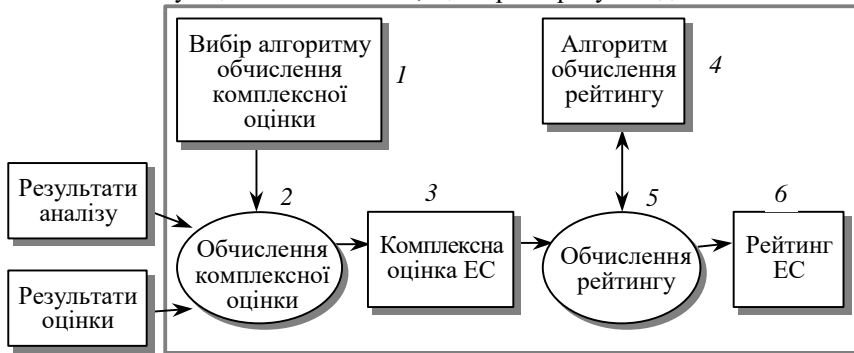 Вибір алгоритму
обчислення
комплексної
оцінки
1
Алгоритм
обчислення
рейтингу
4
Результати
аналізу
2
3
5
6
Обчислення
комплексної
оцінки
Комплексна
оцінка ЕС
Обчислення
рейтингу
Рейтинг
ЕС
Результати
оцінки